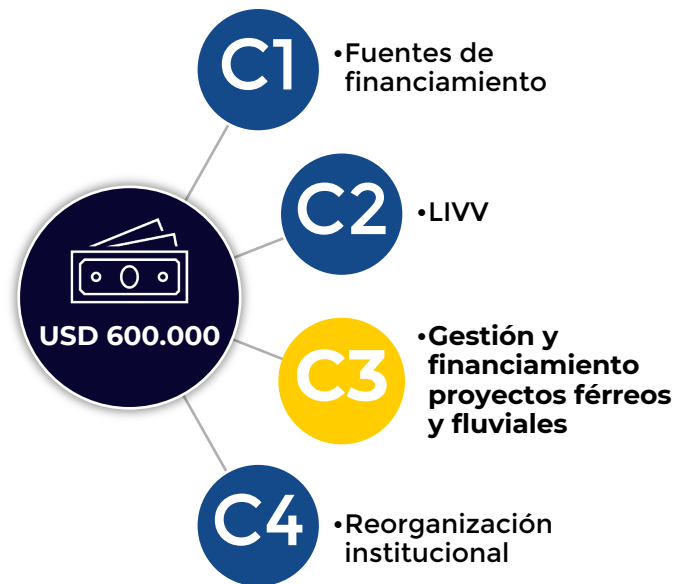 C1
•Fuentes de
financiamiento
C2
•LIVV
USD 600.000
C3
•Gestión y
financiamiento
proyectos férreos
y fluviales
C4
•Reorganización
institucional